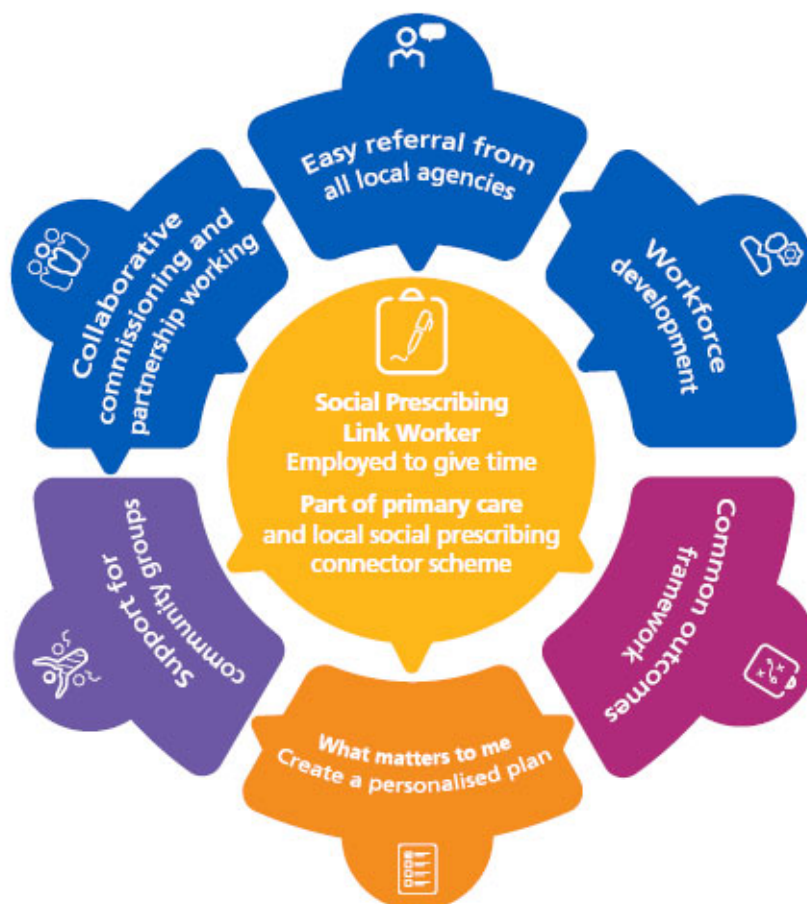 Easy referral from
all local agencies
Workforce
development
Common outcomes
framework
What matters to me
Create a personalised plan
Support for
community groups
Collaborative
commissioning and
partnership working
Social Prescribing
Link Worker
Employed to give time
Part of primary care
and local social prescribing
connector scheme